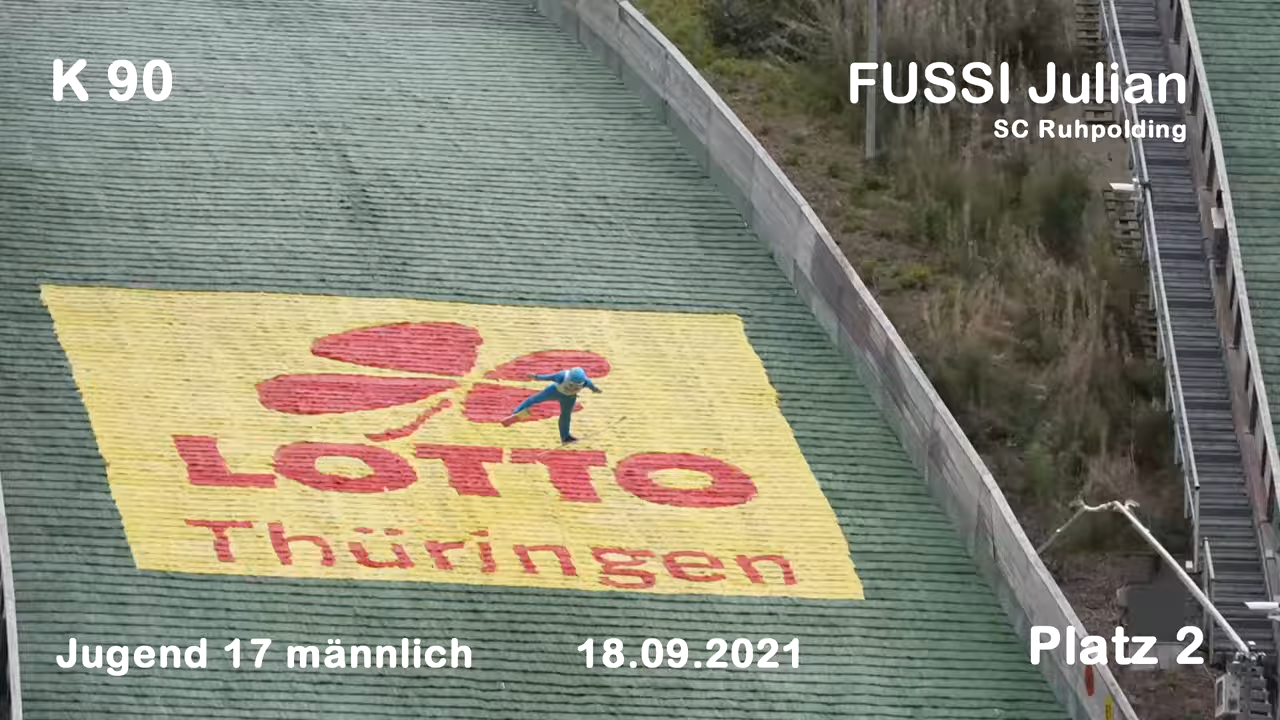 K 90
FUSSI Julian
SC Ruhpolding
LOTTO
Thüringen
Jugend 17 männlich
18.09.2021
Platz 2